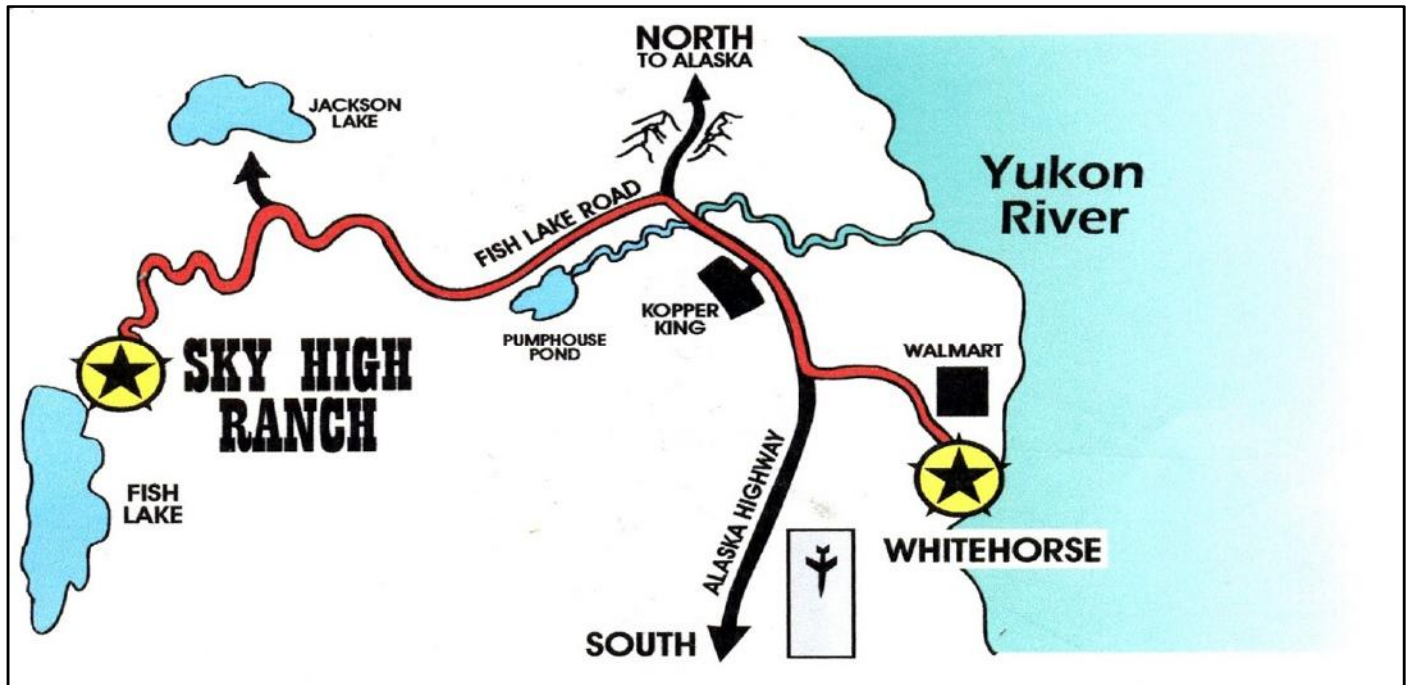 NORTH
TO ALASKA
JACKSON
LAKE
Yukon
River
FISH LAKE ROAD
KOPPER
KING
PUMPHOUSE
POND
WALMART
SKY HIGH
RANCH
FISH
LAKE
ALASKA HIGHWAY
WHITEHORSE
SOUTH